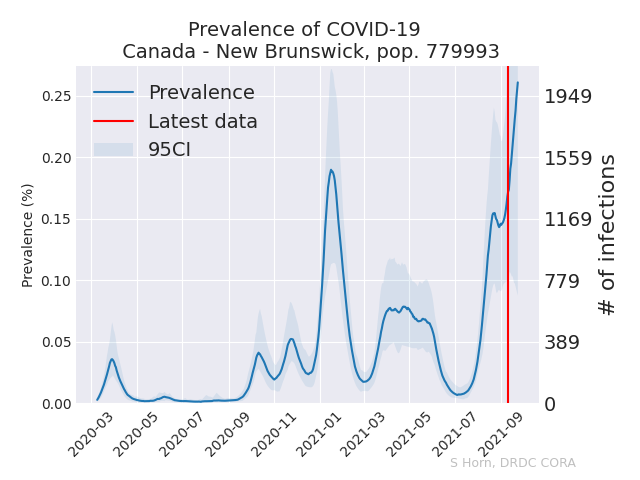 Prevalence of COVID-19
Canada - New Brunswick, pop. 779993
Prevalence
Latest data
95CI
Prevalence (%)
0.25
0.20
0.15
0.10
0.05
0.00
1949
1559
1169
779
389
0
# of infections
2020-03
2020-05
2020-07
2020-09
2020-11
2021-01
2021-03
2021-05
2021-07
2021-09
S Horn, DRDC CORA